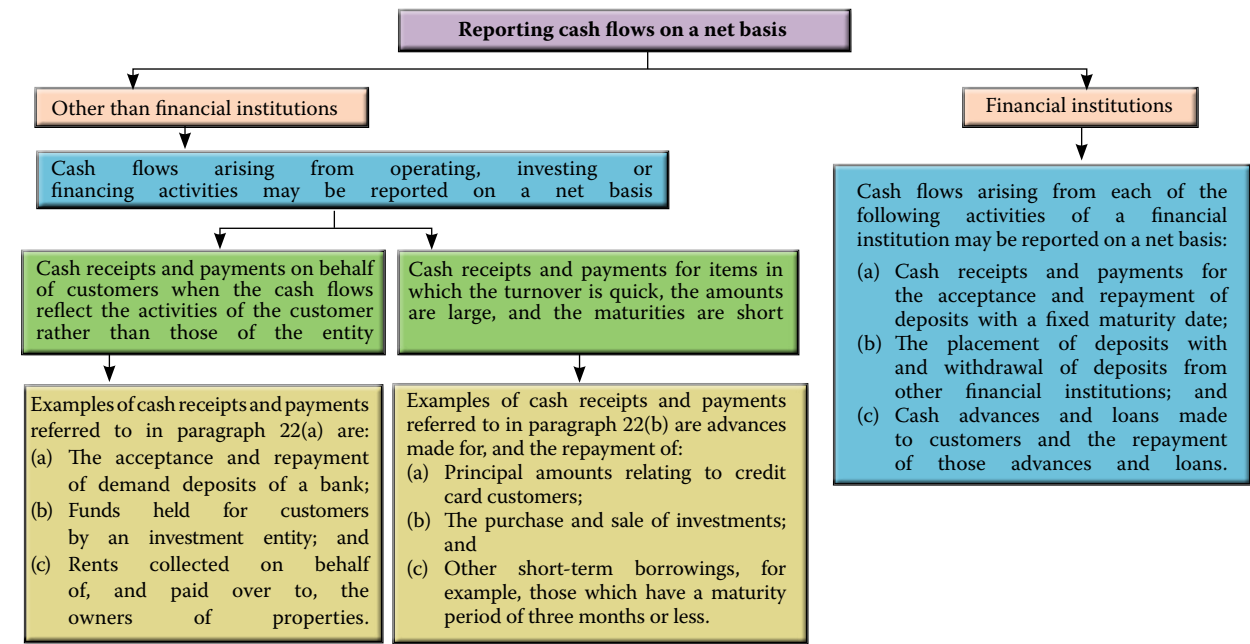 Reporting cash flows on a net basis
Other than financial institutions
Financial institutions
Cash flows arising from operating, investing or
financing activities may be reported on a net basis
Cash receipts and payments on behalf
of customers when the cash flows
reflect the activities of the customer
rather than those of the entity
Cash receipts and payments for items in
which the turnover is quick, the amounts
are large, and the maturities are short
Examples of cash receipts and payments
referred to in paragraph 22(a) are:
(a) The acceptance and repayment
of demand deposits of a bank;
(b) Funds held for customers
by an investment entity; and
(c) Rents collected on behalf
of, and paid over to, the
owners of properties.
Examples of cash receipts and payments
referred to in paragraph 22(b) are advances
made for, and the repayment of:
(a) Principal amounts relating to credit
card customers;
(b) The purchase and sale of investments;
and
(c) Other short-term borrowings, for
example, those which have a maturity
period of three months or less.
Cash flows arising from each of the
following activities of a financial
institution may be reported on a net basis:
(a) Cash receipts and payments for
the acceptance and repayment of
deposits with a fixed maturity date;
(b) The placement of deposits with
and withdrawal of deposits from
other financial institutions; and
(c) Cash advances and loans made
to customers and the repayment
of those advances and loans.